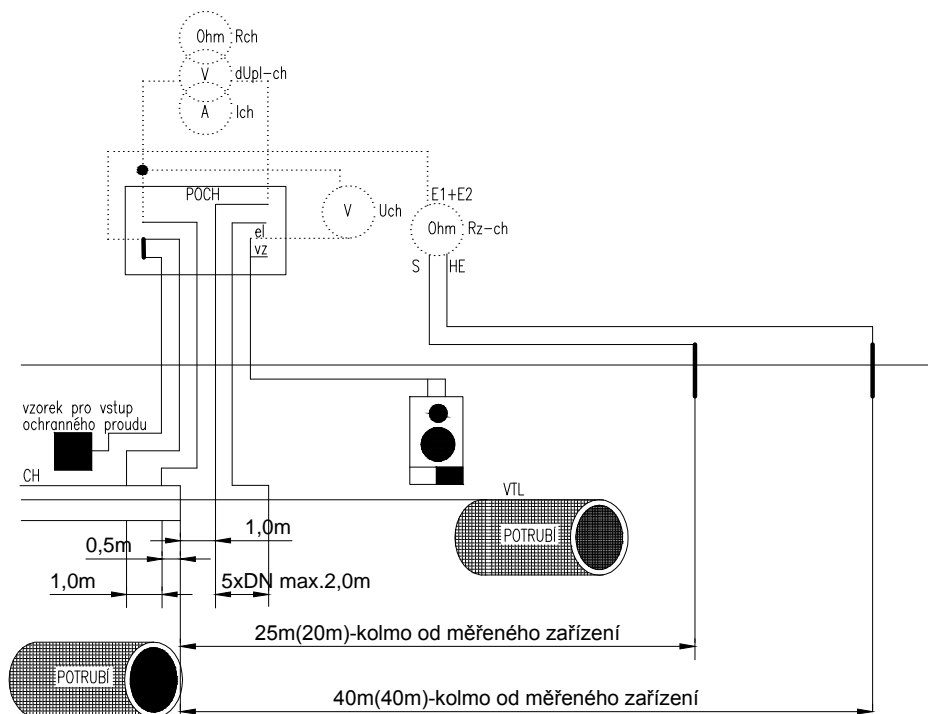 Ohm Rch
V dUpl-ch
A Ich
POCH
E1+E2
V Uch
Ohm Rz-ch
el
vz
S HE
vzorek pro vstup
ochranného proudu
CH
VTL
POTRUBÍ
1,0m
0,5m
1,0m
5xDN max.2,0m
25m(20m)-kolmo od měřeného zařízení
POTRUBÍ
40m(40m)-kolmo od měřeného zařízení